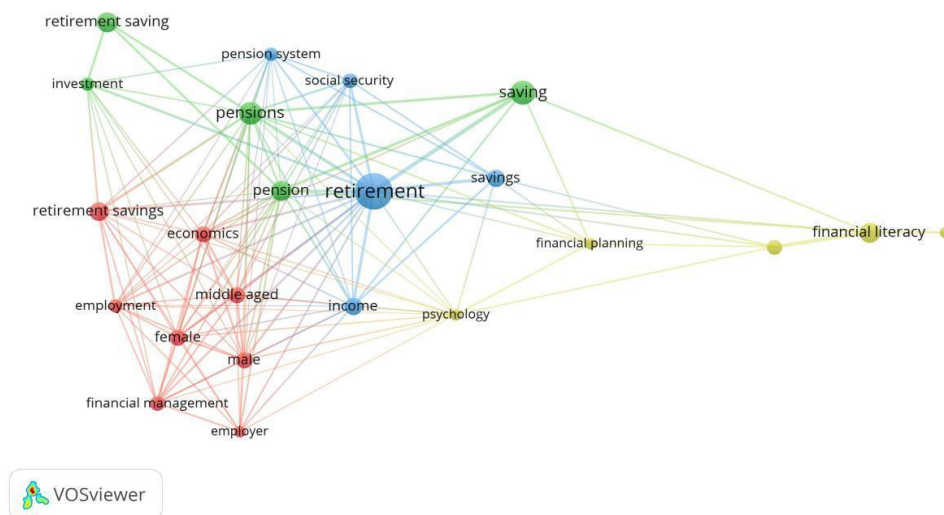 retirement saving
pension system
social security
investment
saving
pensions
savings
pension
retirement
retirement savings
economics
financial literacy
financial planning
middle aged
employment
income
psychology
female
male
financial management
employer
VOSviewer